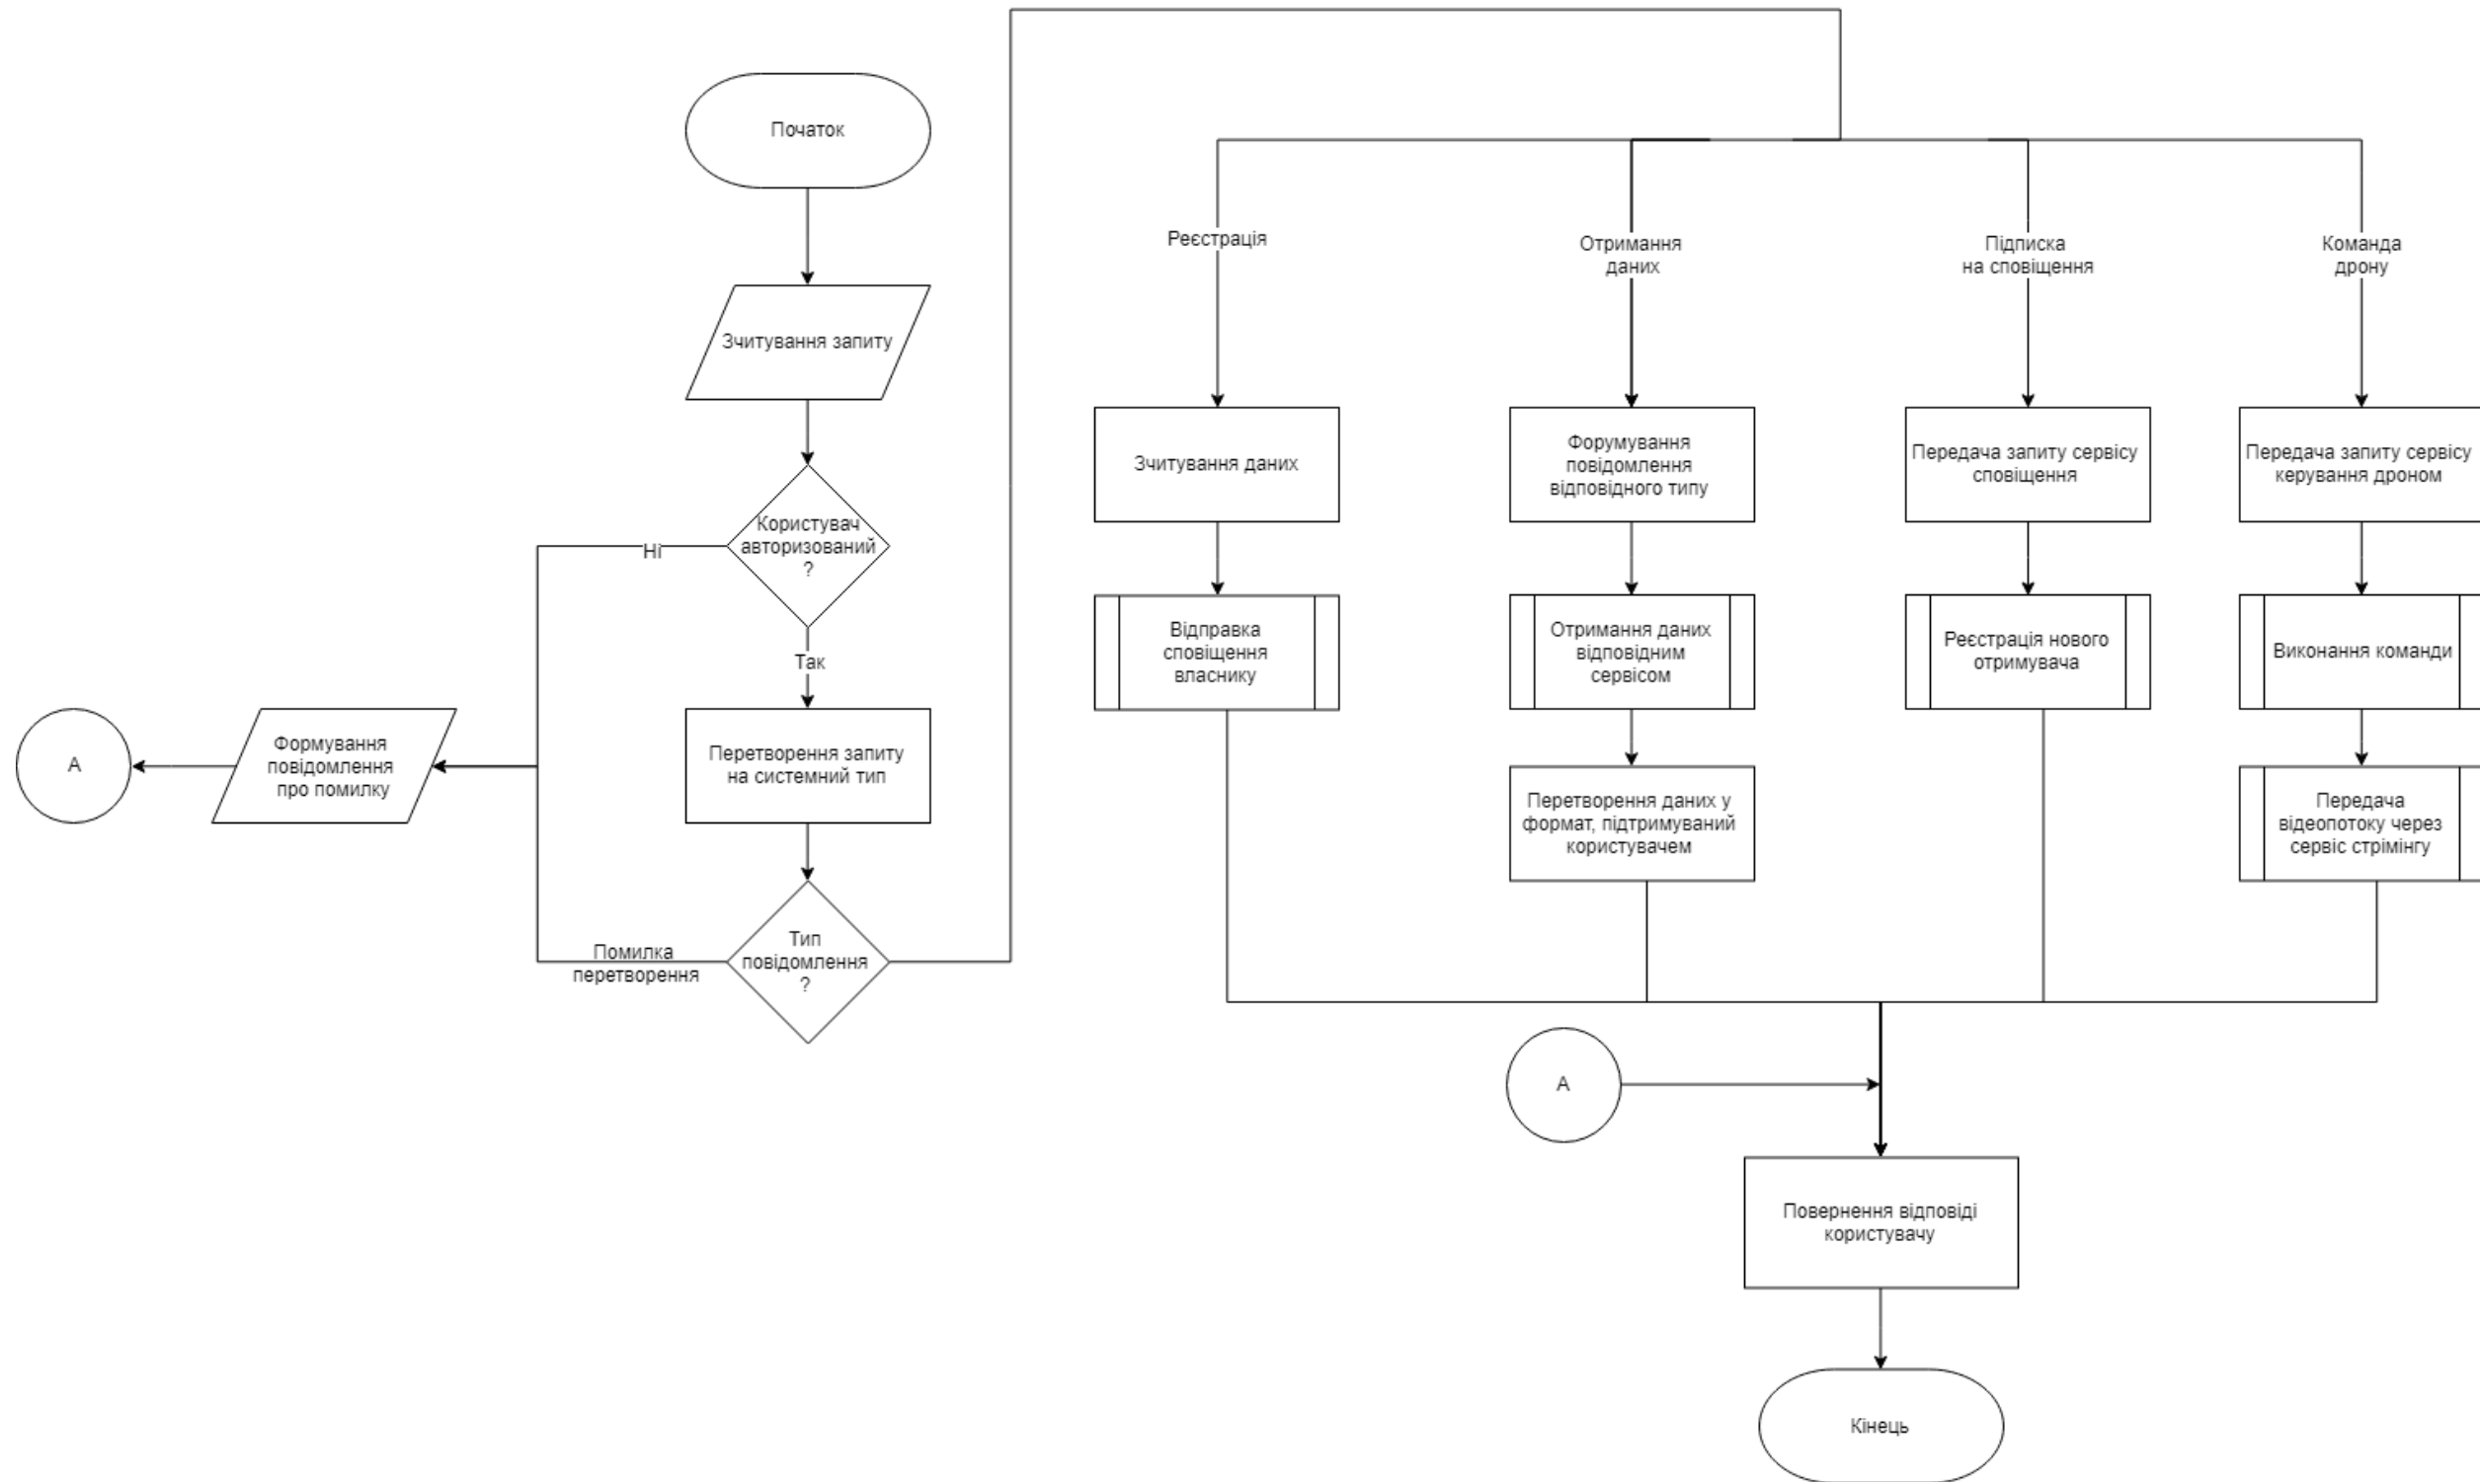 Початок
Зчитування запиту
Користувач
авторизований
?
Ні
Так
Формування
повідомлення
про помилку
А
Перетворення запиту
на системний тип
Тип
повідомлення
?
Помилка
перетворення
Реєстрація
Отримання
даних
Підписка
на сповіщення
Команда
дрону
Зчитування даних
Форумування
повідомлення
відповідного типу
Передача запиту сервісу
сповіщення
Передача запиту сервісу
керування дроном
Відправка
сповіщення
власнику
Отримання даних
відповідним
сервісом
Реєстрація нового
отримувача
Виконання команди
Перетворення даних у
формат, підтримуваний
користувачем
Передача
відеопотоку через
сервіс стрімінгу
А
Повернення відповіді
користувачу
Кінець